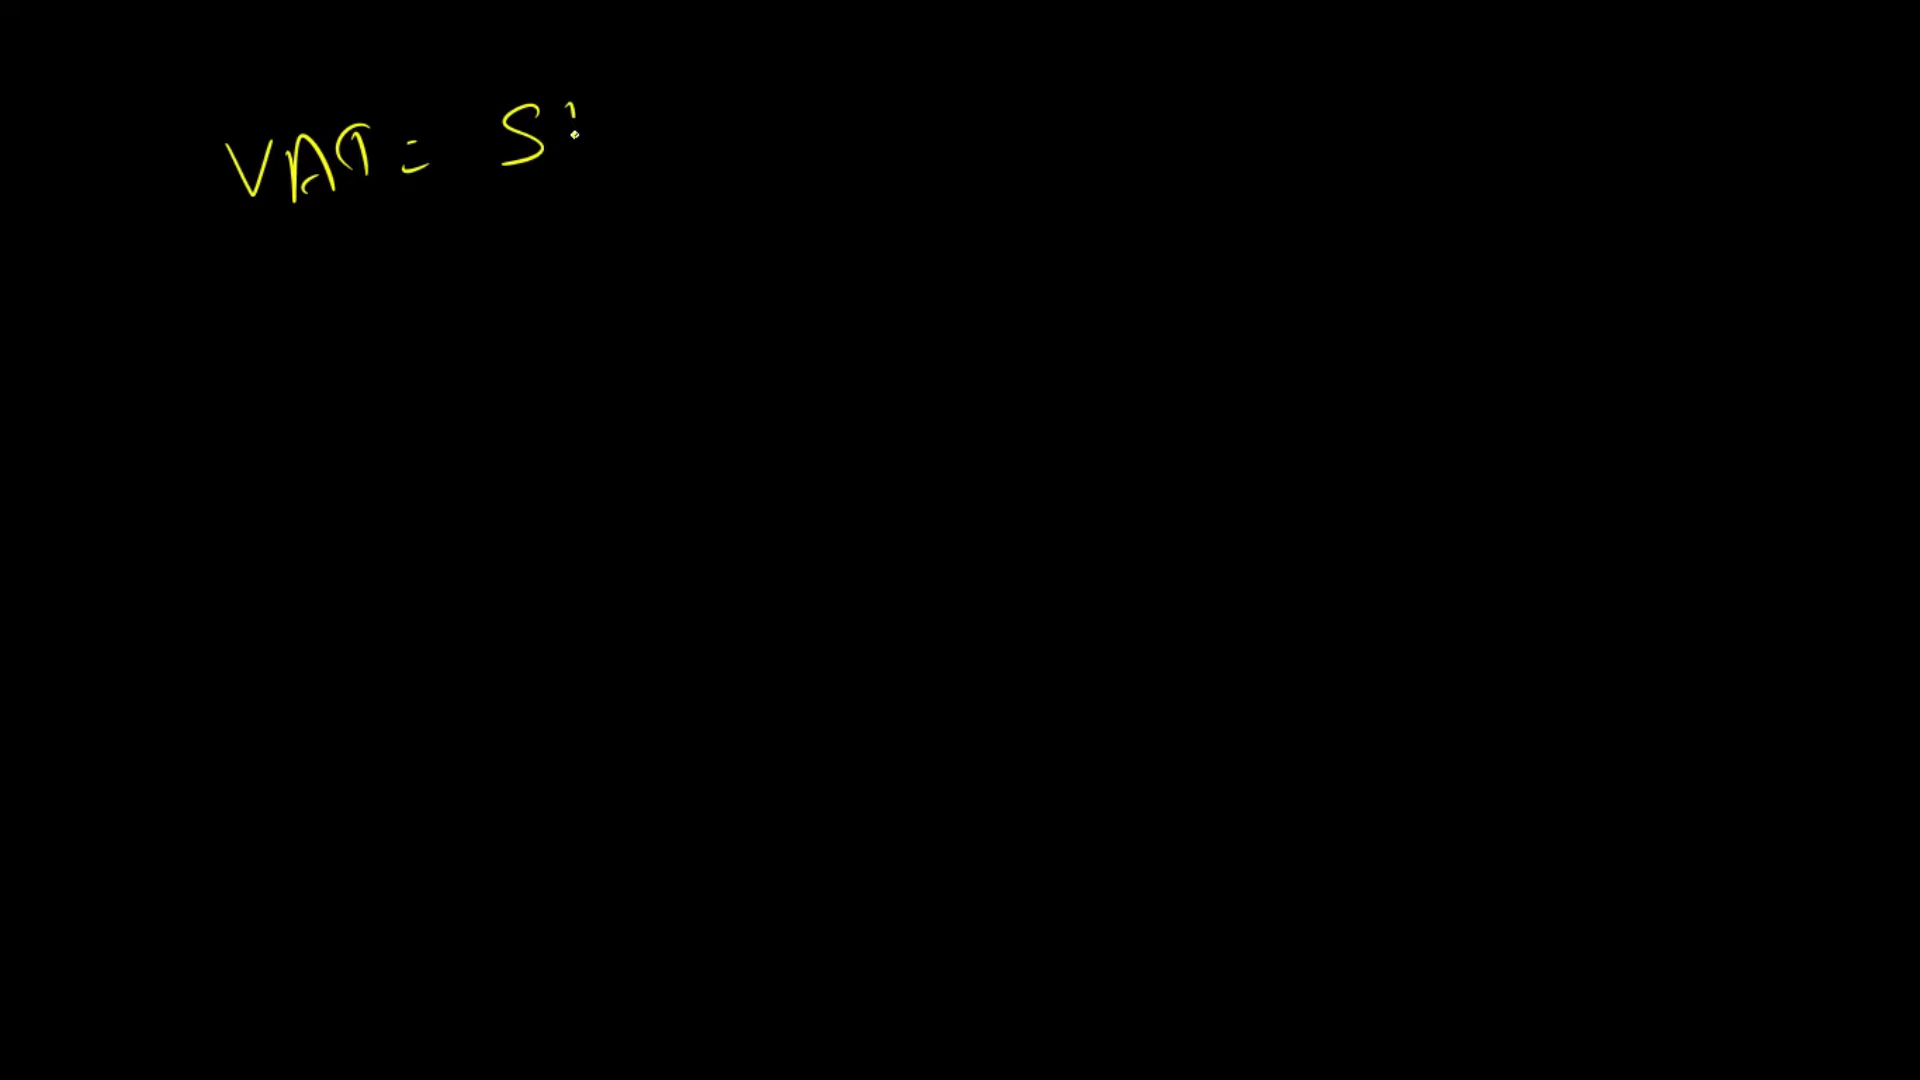 VAT = S